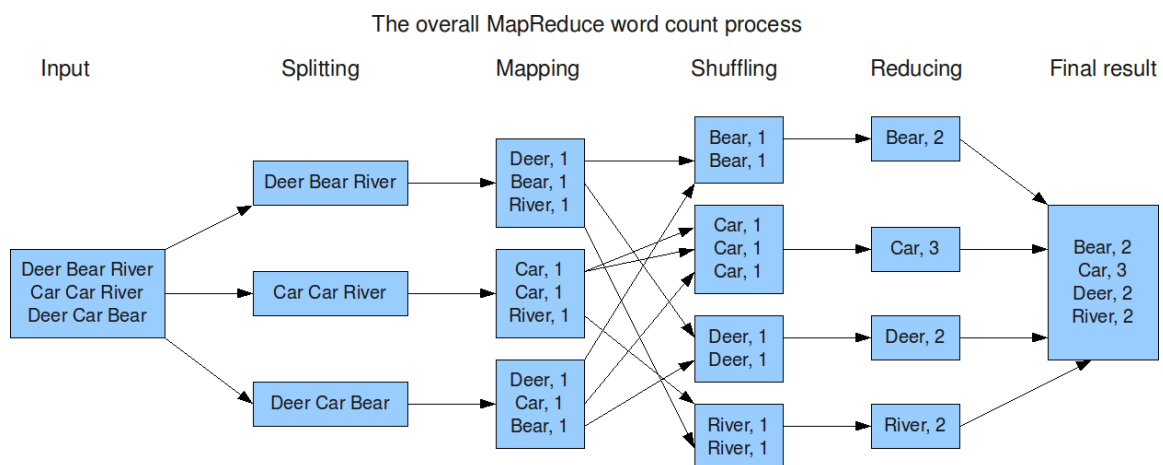 The overall MapReduce word count process
Input
Splitting
Mapping
Shuffling
Reducing
Final result
Deer Bear River
Car Car River
Deer Car Bear
Deer Bear River
Car Car River
Deer Car Bear
Deer, 1
Bear, 1
River, 1
Car, 1
Car, 1
River, 1
Deer, 1
Car, 1
Bear, 1
Bear, 1
Bear, 1
Car, 1
Car, 1
Car, 1
Deer, 1
Deer, 1
River, 1
River, 1
Bear, 2
Car, 3
Deer, 2
River, 2
Bear, 2
Car, 3
Deer, 2
River, 2